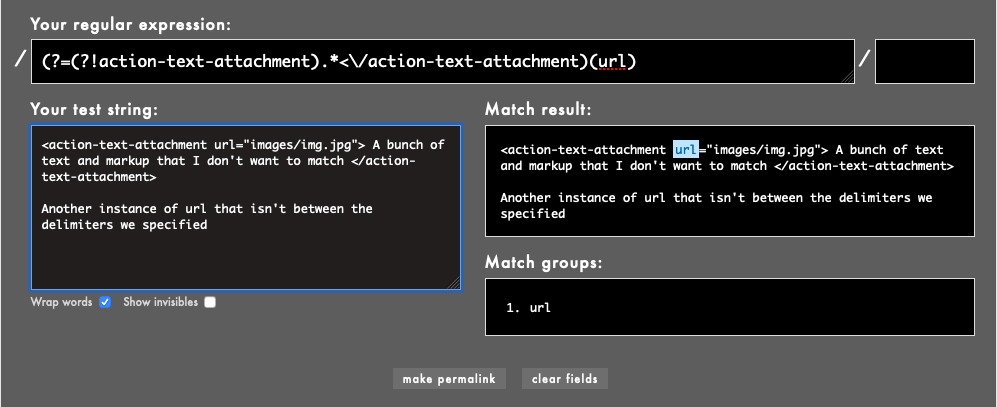 Your regular expression:
/ (?=(?!action-text-attachment).*<\/action-text-attachment)(url) /
Your test string:
<action-text-attachment url="images/img.jpg"> A bunch of
text and markup that I don't want to match </action-
text-attachment>
Another instance of url that isn't between the
delimiters we specified
Wrap words Show invisibles
Match result:
<action-text-attachment url="images/img.jpg"> A bunch of text
and markup that I don't want to match </action-text-attachment>
Another instance of url that isn't between the delimiters we
specified
Match groups:
1. url
make permalink clear fields